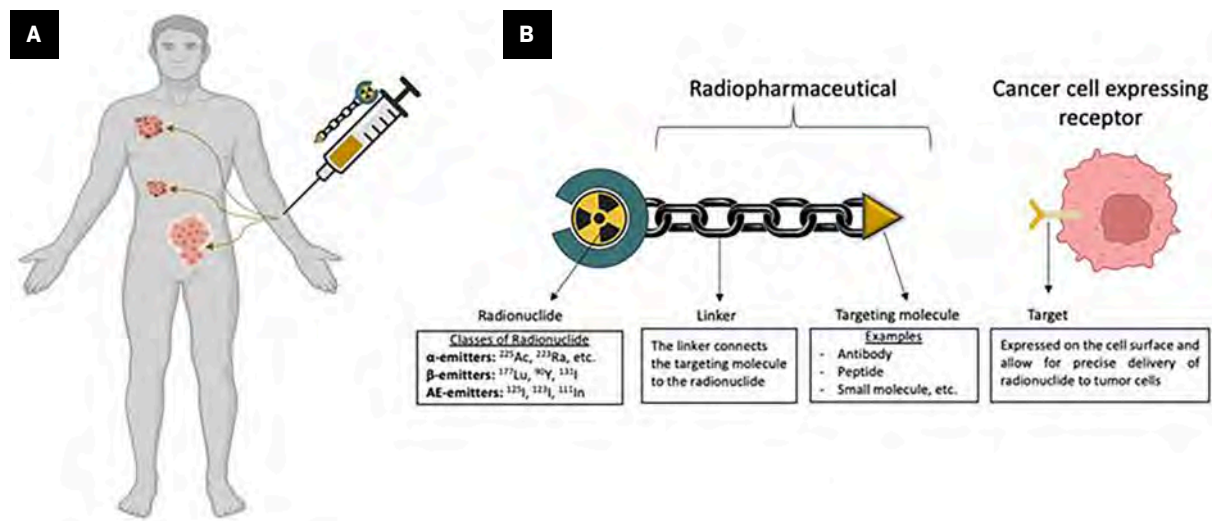 A
B
Radiopharmaceutical
Cancer cell expressing
receptor
Radionuclide
Classes of Radionuclide
α-emitters: ²²⁵Ac, ²²³Ra, etc.
β-emitters: ¹⁷⁷Lu, ⁹⁰Y, ¹³¹I
AE-emitters: ¹²⁵I, ¹²³I, ¹¹¹In
Linker
The linker connects
the targeting molecule
to the radionuclide
Targeting molecule
Examples
- Antibody
- Peptide
- Small molecule, etc.
Target
Expressed on the cell surface and
allow for precise delivery of
radionuclide to tumor cells